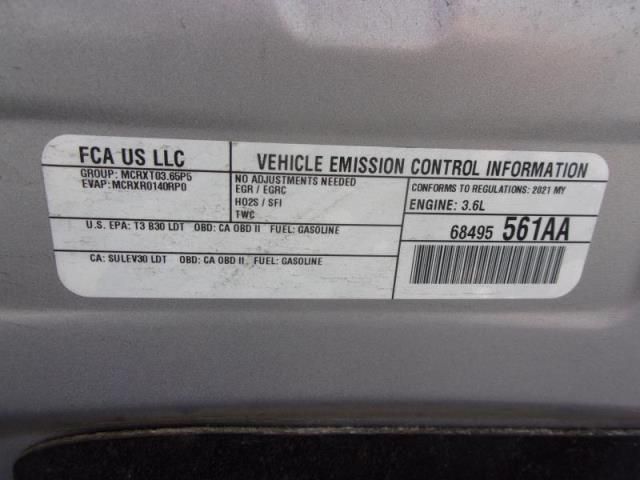 FCA US LLC
GROUP: MCRXT03.65P5
EVAP: MCRXR0140RP0
VEHICLE EMISSION CONTROL INFORMATION
NO ADJUSTMENTS NEEDED
EGR / EGRC
HO2S / SFI
TWC
CONFORMS TO REGULATIONS: 2021 MY
ENGINE: 3.6L
U.S. EPA: T3 B30 LDT OBD: CA OBD II FUEL: GASOLINE
CA: SULEV30 LDT OBD: CA OBD II FUEL: GASOLINE
68495 561AA